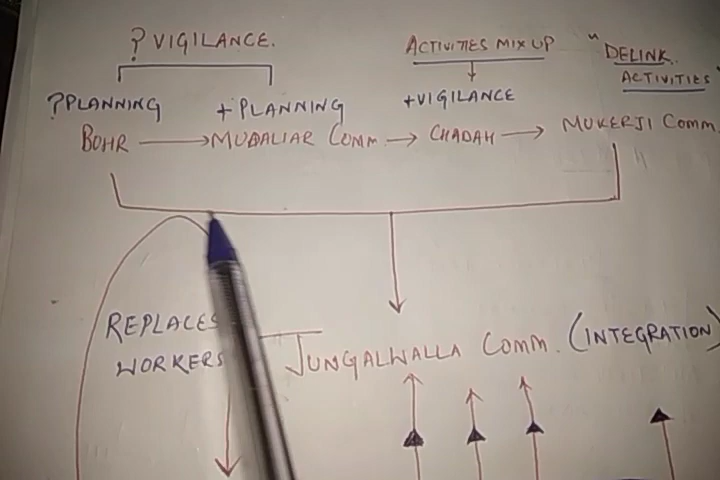 ? VIGILANCE.
ACTIVITIES MIX UP
"DELINK
ACTIVITIES"
? PLANNING
+ PLANNING
+ VIGILANCE
BOHR → MUDALIAR COMM. → CHADAH → MUKERJI COMM.
REPLACES
WORKERS
JUNGALWALLA COMM. (INTEGRATION)